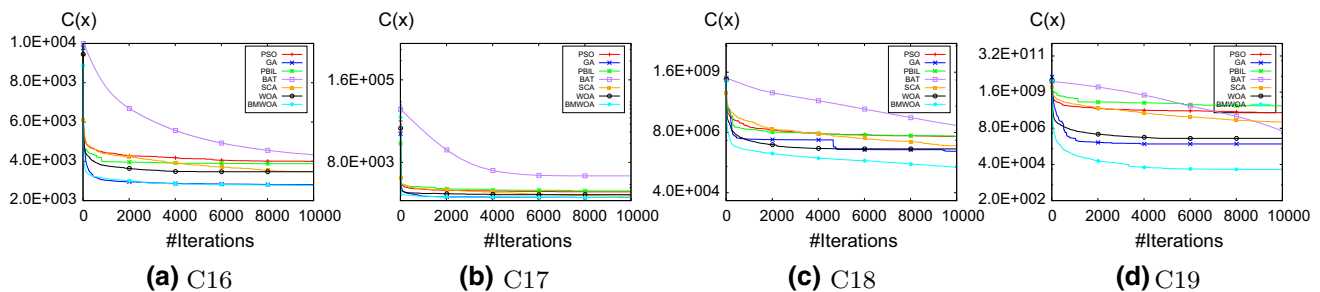 C(x)
1.0E+004
8.0E+003
6.0E+003
4.0E+003
2.0E+003
0 2000 4000 6000 8000 10000
#Iterations
PSO
GA
PBIL
BAT
SCA
WOA
BMWOA
(a) C16
C(x)
1.6E+005
8.0E+003
0 2000 4000 6000 8000 10000
#Iterations
PSO
GA
PBIL
BAT
SCA
WOA
BMWOA
(b) C17
C(x)
1.6E+009
8.0E+006
4.0E+004
0 2000 4000 6000 8000 10000
#Iterations
PSO
GA
PBIL
BAT
SCA
WOA
BMWOA
(c) C18
C(x)
3.2E+011
1.6E+009
8.0E+006
4.0E+004
2.0E+002
0 2000 4000 6000 8000 10000
#Iterations
PSO
GA
PBIL
BAT
SCA
WOA
BMWOA
(d) C19